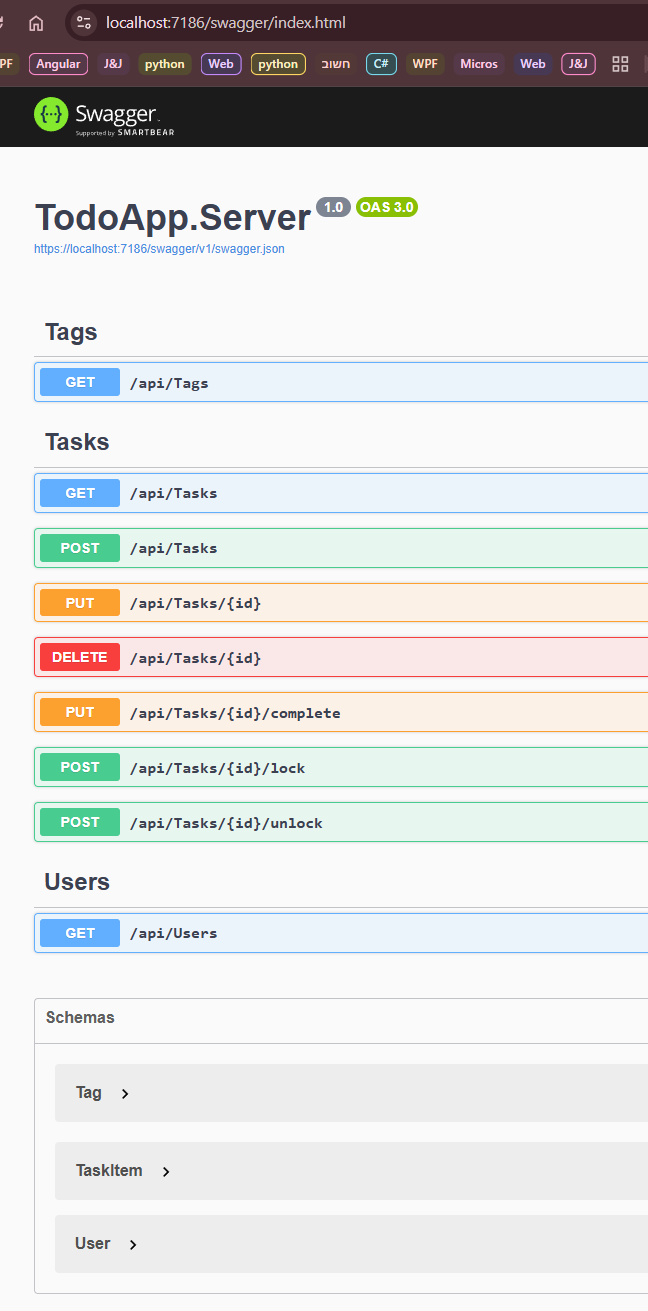 localhost:7186/swagger/index.html
PF Angular J&J python Web python חשוב C# WPF Micros Web J&J
Swagger.
Supported by SMARTBEAR
TodoApp.Server 1.0 OAS 3.0
https://localhost:7186/swagger/v1/swagger.json
Tags
GET /api/Tags
Tasks
GET /api/Tasks
POST /api/Tasks
PUT /api/Tasks/{id}
DELETE /api/Tasks/{id}
PUT /api/Tasks/{id}/complete
POST /api/Tasks/{id}/lock
POST /api/Tasks/{id}/unlock
Users
GET /api/Users
Schemas
Tag
TaskItem
User